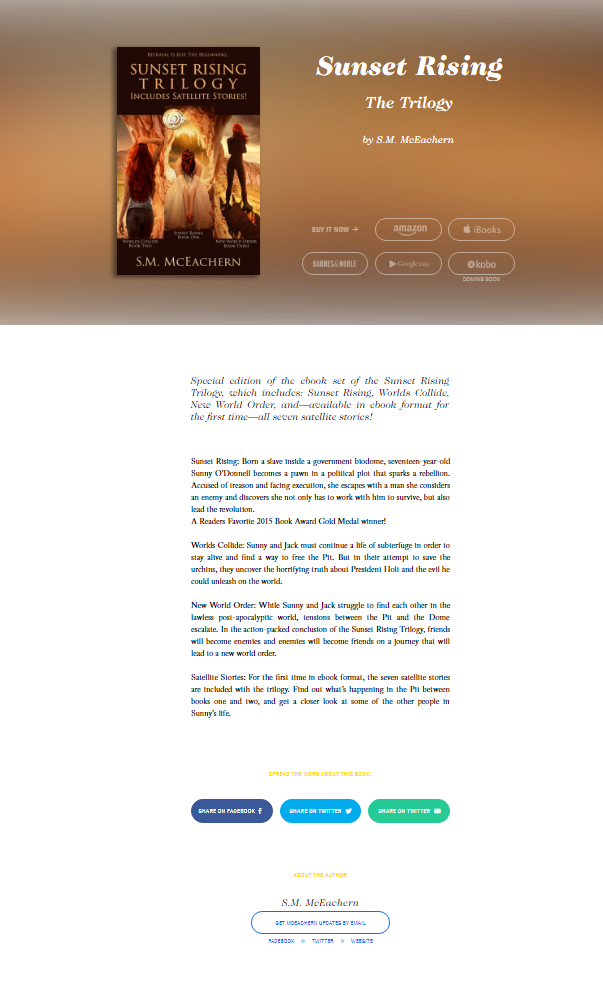 BETRAYAL IS JUST THE BEGINNING...
SUNSET RISING
TRILOGY
INCLUDES SATELLITE STORIES!
WORLDS COLLIDE
BOOK TWO
SUNSET RISING
BOOK ONE
NEW WORLD ORDER
BOOK THREE
S.M. MCEACHERN
Sunset Rising
The Trilogy
by S.M. McEachern
BUY IT NOW
amazon
iBooks
BARNES & NOBLE
Google play
kobo
COMING SOON
Special edition of the ebook set of the Sunset Rising
Trilogy, which includes: Sunset Rising, Worlds Collide,
New World Order, and—available in ebook format for
the first time—all seven satellite stories!
Sunset Rising: Born a slave inside a government biodome, seventeen-year-old
Sunny O'Donnell becomes a pawn in a political plot that sparks a rebellion.
Accused of treason and facing execution, she escapes with a man she considers
an enemy and discovers she not only has to work with him to survive, but also
lead the revolution.
A Readers Favorite 2015 Book Award Gold Medal winner!
Worlds Collide: Sunny and Jack must continue a life of subterfuge in order to
stay alive and find a way to free the Pit. But in their attempt to save the
urchins, they uncover the horrifying truth about President Holt and the evil he
could unleash on the world.
New World Order: While Sunny and Jack struggle to find each other in the
lawless post-apocalyptic world, tensions between the Pit and the Dome
escalate. In the action-packed conclusion of the Sunset Rising Trilogy, friends
will become enemies and enemies will become friends on a journey that will
lead to a new world order.
Satellite Stories: For the first time in ebook format, the seven satellite stories
are included with the trilogy. Find out what's happening in the Pit between
books one and two, and get a closer look at some of the other people in
Sunny's life.
SPREAD THE WORD ABOUT THIS BOOK!
SHARE ON FACEBOOK
SHARE ON TWITTER
SHARE ON TWITTER
ABOUT THE AUTHOR
S.M. McEachern
GET MCEACHERN UPDATES BY EMAIL
FACEBOOK TWITTER WEBSITE